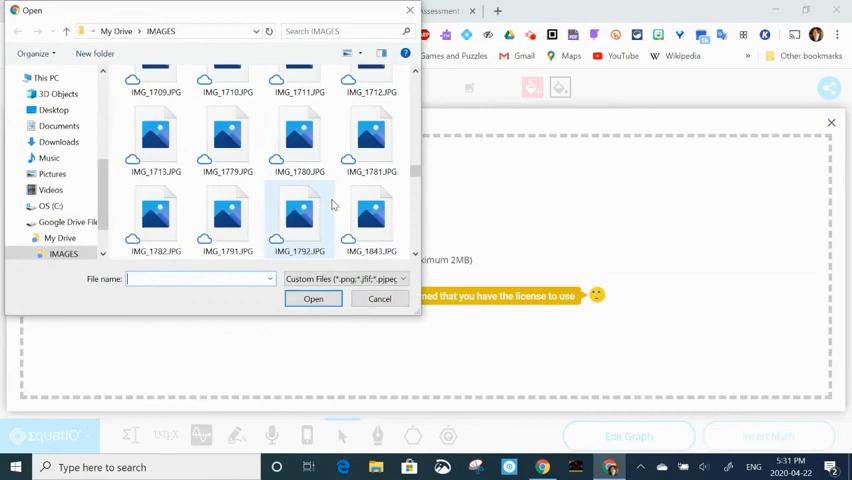 Open
Assessment
My Drive > IMAGES
Search IMAGES
Games and Puzzles
Gmail
Maps
YouTube
Wikipedia
»
Other bookmarks
Organize
New folder
?
This PC
3D Objects
Desktop
Documents
Downloads
Music
Pictures
Videos
OS (C:)
Google Drive File
My Drive
IMAGES
IMG_1709.JPG
IMG_1710.JPG
IMG_1711.JPG
IMG_1712.JPG
IMG_1713.JPG
IMG_1779.JPG
IMG_1780.JPG
IMG_1781.JPG
IMG_1782.JPG
IMG_1791.JPG
IMG_1792.JPG
IMG_1843.JPG
File name:
Custom Files (*.png;*.jfif;*.pjpeg
Open
Cancel
ximum 2MB)
med that you have the license to use
EquatIO
LATEX
Edit Graph
Insert Math
Type here to search
ENG
5:31 PM
2020-04-22
2